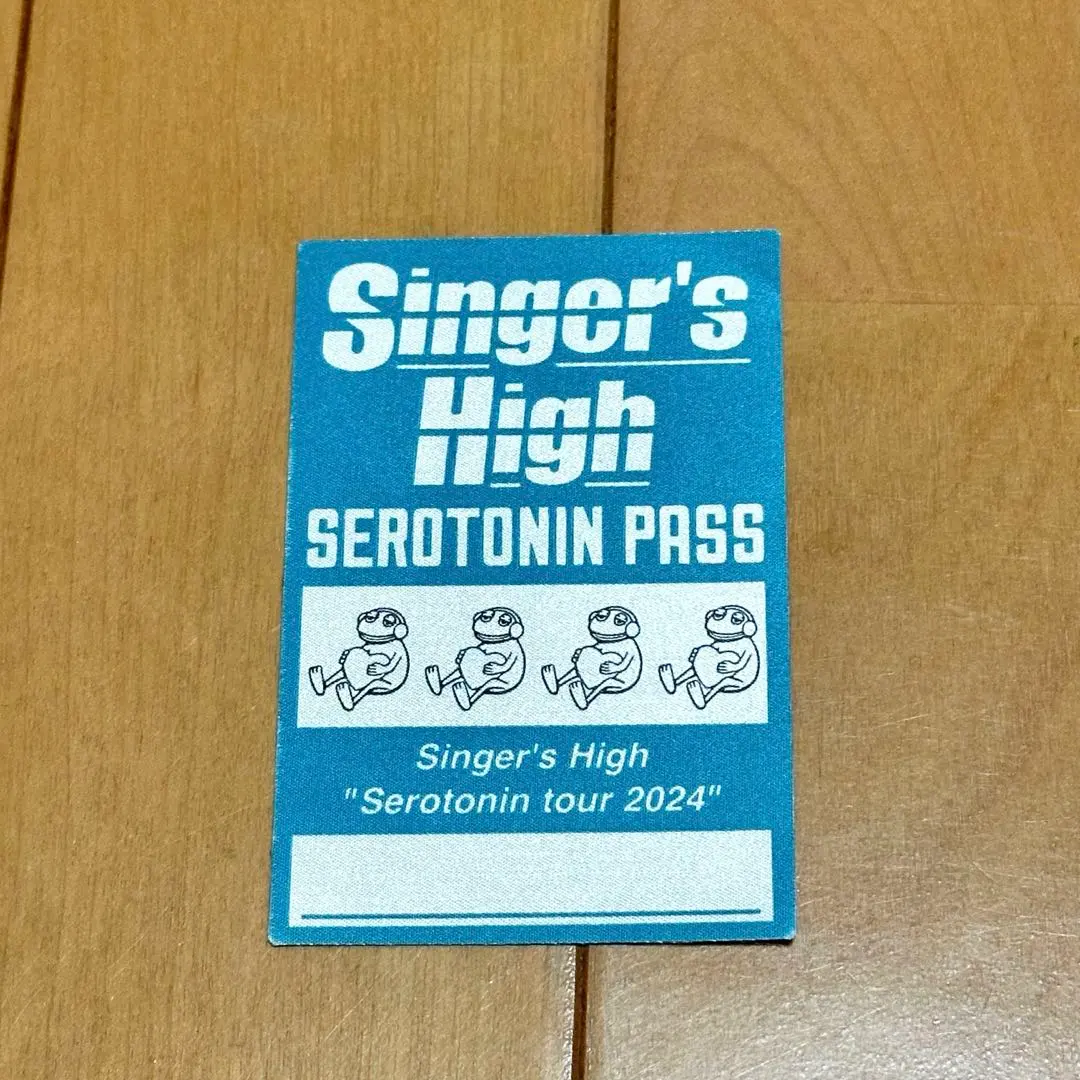 Singer's
High
SEROTONIN PASS
Singer's High
"Serotonin tour 2024"